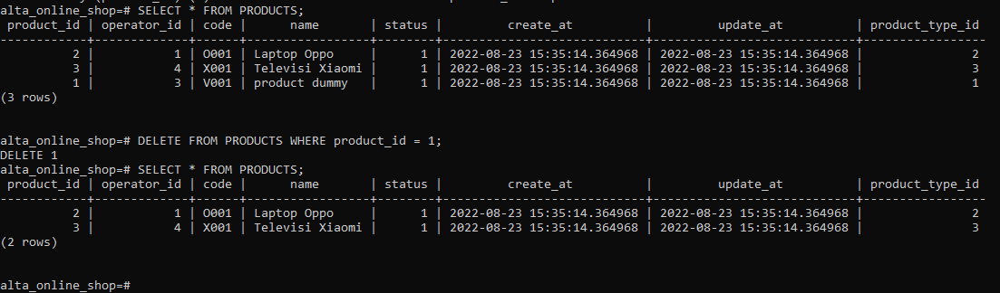 alta_online_shop=# SELECT * FROM PRODUCTS;
 product_id | operator_id | code |     name       | status |         create_at          |         update_at          | product_type_id
------------+-------------+------+-----------------+--------+----------------------------+----------------------------+-----------------
          2 |           1 | O001 | Laptop Oppo     |      1 | 2022-08-23 15:35:14.364968 | 2022-08-23 15:35:14.364968 |               2
          3 |           4 | X001 | Televisi Xiaomi |      1 | 2022-08-23 15:35:14.364968 | 2022-08-23 15:35:14.364968 |               3
          1 |           3 | V001 | product dummy   |      1 | 2022-08-23 15:35:14.364968 | 2022-08-23 15:35:14.364968 |               1
(3 rows)
alta_online_shop=# DELETE FROM PRODUCTS WHERE product_id = 1;
DELETE 1
alta_online_shop=# SELECT * FROM PRODUCTS;
 product_id | operator_id | code |     name       | status |         create_at          |         update_at          | product_type_id
------------+-------------+------+-----------------+--------+----------------------------+----------------------------+-----------------
          2 |           1 | O001 | Laptop Oppo     |      1 | 2022-08-23 15:35:14.364968 | 2022-08-23 15:35:14.364968 |               2
          3 |           4 | X001 | Televisi Xiaomi |      1 | 2022-08-23 15:35:14.364968 | 2022-08-23 15:35:14.364968 |               3
(2 rows)
alta_online_shop=#